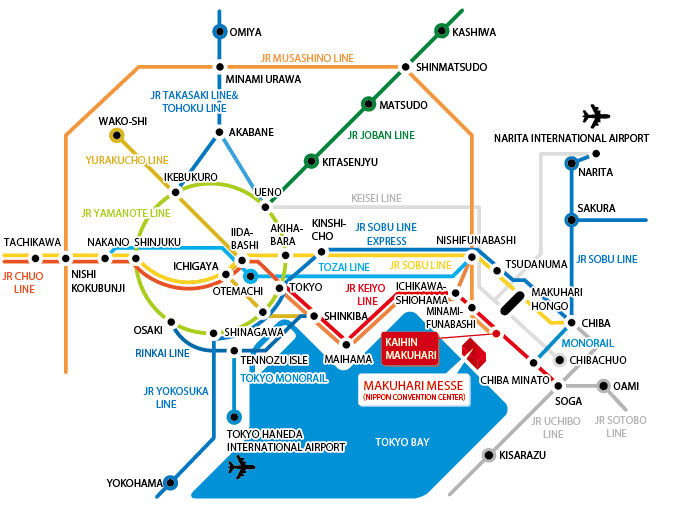 OMIYA
KASHIWA
JR MUSASHINO LINE
MINAMI URAWA
SHINMATSUDO
JR TAKASAKI LINE&
TOHOKU LINE
MATSUDO
WAKO-SHI
AKABANE
JR JOBAN LINE
NARITA INTERNATIONAL AIRPORT
YURAKUCHO LINE
KITASENJYU
IKEBUKURO
NARITA
UENO
KEISEI LINE
JR YAMANOTE LINE
SAKURA
IIDA-
BASHI
AKIHA-
BARA
KINSHI-
CHO
JR SOBU LINE
EXPRESS
TACHIKAWA
NAKANO
SHINJUKU
NISHIFUNABASHI
JR CHUO
LINE
NISHI
KOKUBUNJI
ICHIGAYA
TOZAI LINE
JR SOBU LINE
TSUDANUMA
JR SOBU LINE
OTEMACHI
TOKYO
JR KEIYO
LINE
ICHIKAWA-
SHIOHAMA
MAKUHARI
HONGO
SHINKIBA
MINAMI-
FUNABASHI
CHIBA
OSAKI
SHINAGAWA
KAIHIN
MAKUHARI
MONORAIL
RINKAI LINE
TENNOZU ISLE
MAIHAMA
CHIBACHUO
TOKYO MONORAIL
MAKUHARI MESSE
(NIPPON CONVENTION CENTER)
CHIBA MINATO
OAMI
JR YOKOSUKA
LINE
SOGA
TOKYO HANEDA
INTERNATIONAL AIRPORT
JR UCHIBO
LINE
JR SOTOBO
LINE
TOKYO BAY
KISARAZU
YOKOHAMA